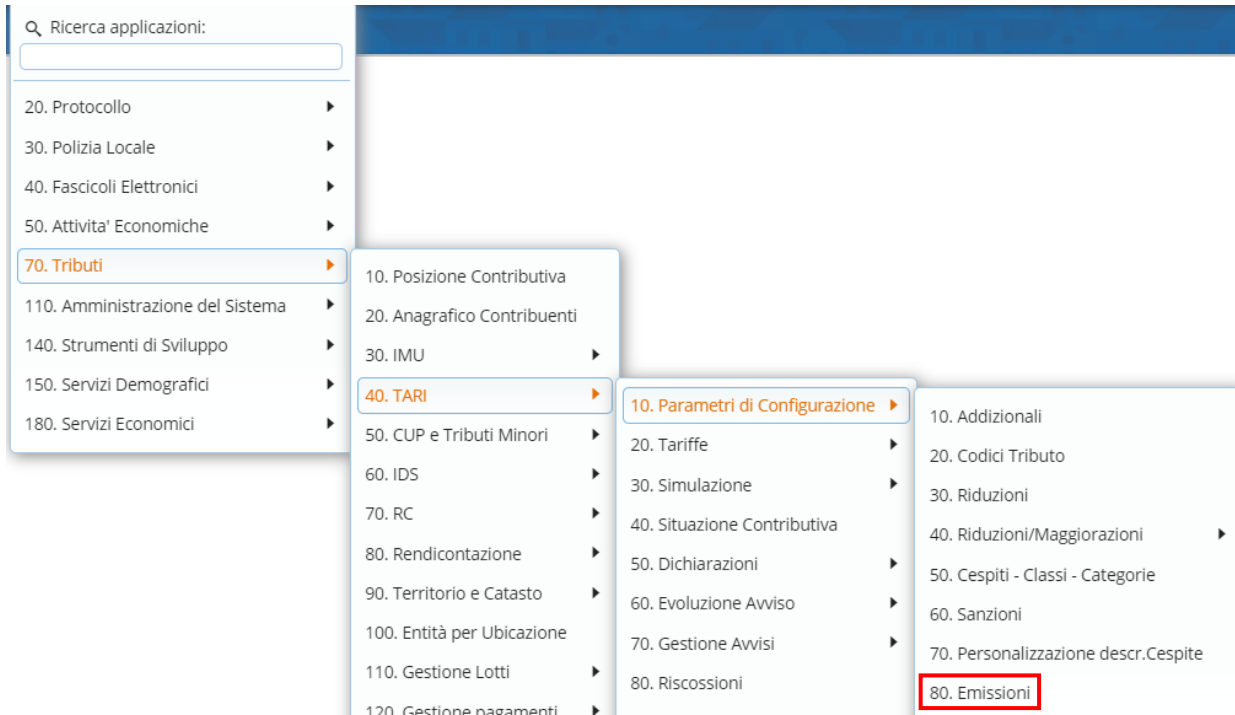 Ricerca applicazioni:
20. Protocollo
30. Polizia Locale
40. Fascicoli Elettronici
50. Attivita' Economiche
70. Tributi
110. Amministrazione del Sistema
140. Strumenti di Sviluppo
150. Servizi Demografici
180. Servizi Economici
10. Posizione Contributiva
20. Anagrafico Contribuenti
30. IMU
40. TARI
50. CUP e Tributi Minori
60. IDS
70. RC
80. Rendicontazione
90. Territorio e Catasto
100. Entità per Ubicazione
110. Gestione Lotti
120. Gestione pagamenti
10. Parametri di Configurazione
20. Tariffe
30. Simulazione
40. Situazione Contributiva
50. Dichiarazioni
60. Evoluzione Avviso
70. Gestione Avvisi
80. Riscossioni
10. Addizionali
20. Codici Tributo
30. Riduzioni
40. Riduzioni/Maggiorazioni
50. Cespiti - Classi - Categorie
60. Sanzioni
70. Personalizzazione descr.Cespite
80. Emissioni